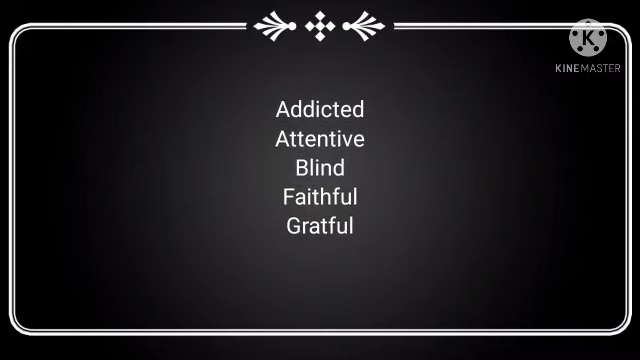 KINEMASTER
Addicted
Attentive
Blind
Faithful
Gratful